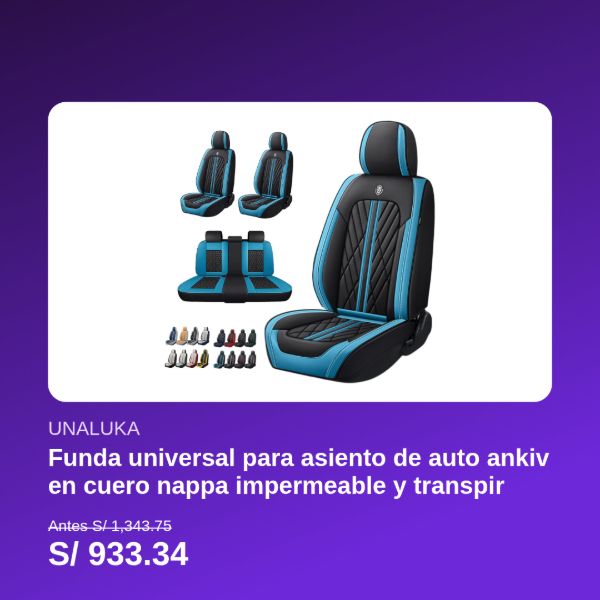 UNALUKA
Funda universal para asiento de auto ankiv
en cuero nappa impermeable y transpir
Antes S/ 1,343.75
S/ 933.34